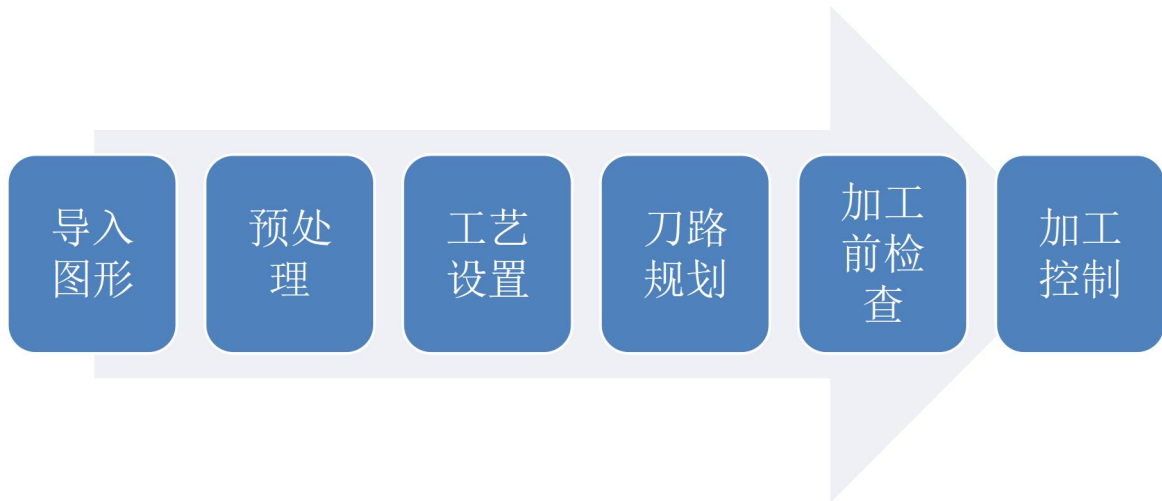 导入
图形
预处
理
工艺
设置
刀路
规划
加工
前检
查
加工
控制